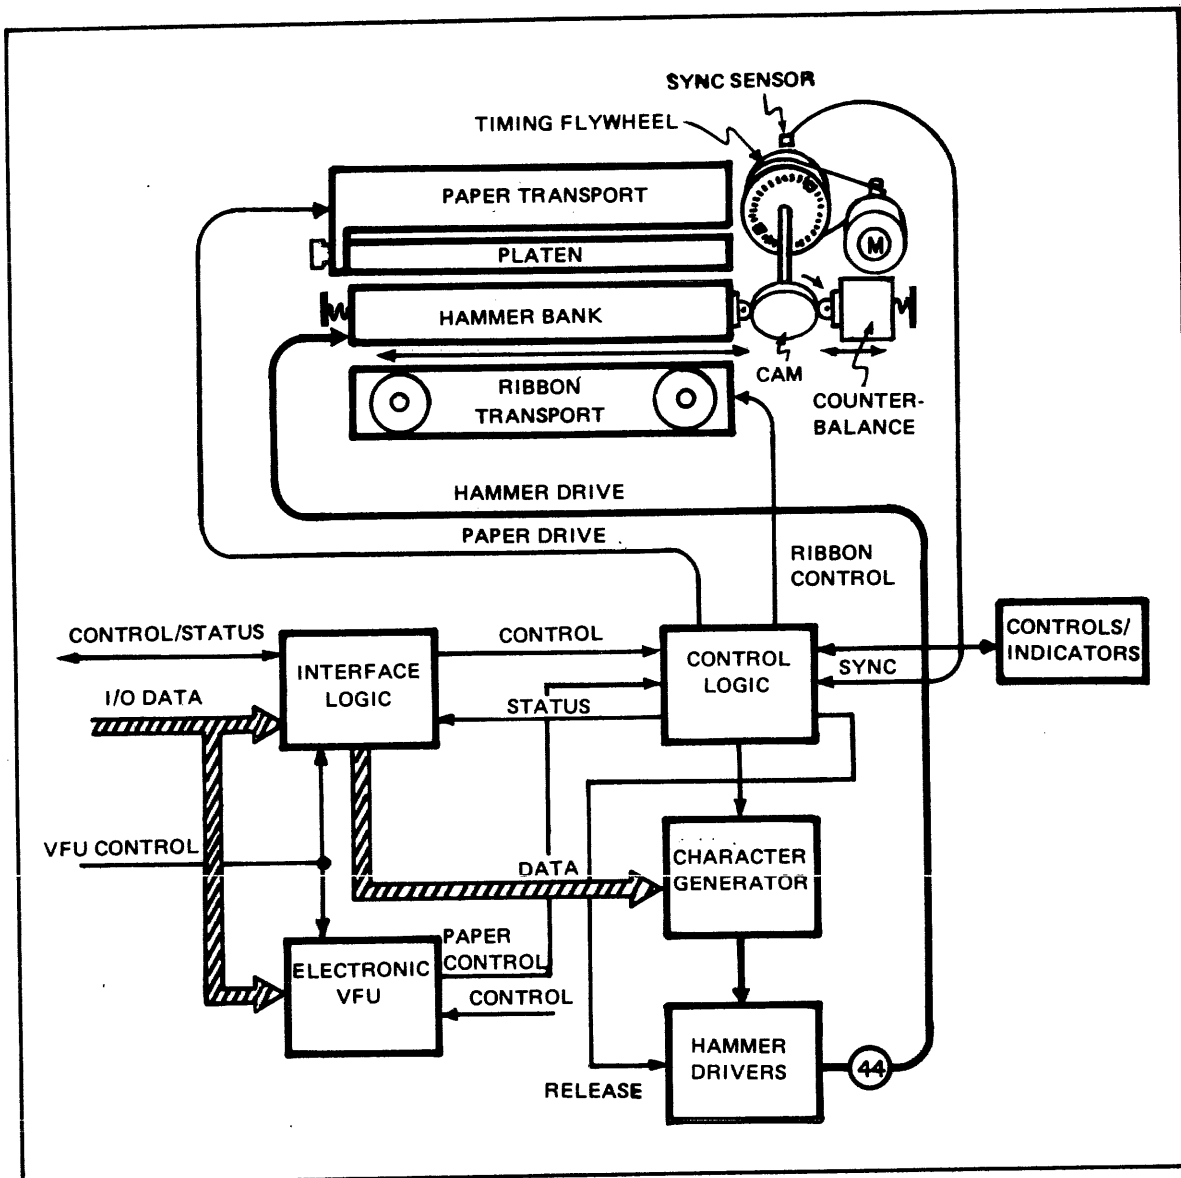 SYNC SENSOR
TIMING FLYWHEEL
PAPER TRANSPORT
PLATEN
M
HAMMER BANK
CAM
RIBBON
TRANSPORT
COUNTER-
BALANCE
HAMMER DRIVE
PAPER DRIVE
RIBBON
CONTROL
CONTROL/STATUS
INTERFACE
LOGIC
CONTROL
CONTROL
LOGIC
SYNC
CONTROLS/
INDICATORS
I/O DATA
STATUS
VFU CONTROL
DATA
CHARACTER
GENERATOR
ELECTRONIC
VFU
PAPER
CONTROL
CONTROL
HAMMER
DRIVERS
44
RELEASE